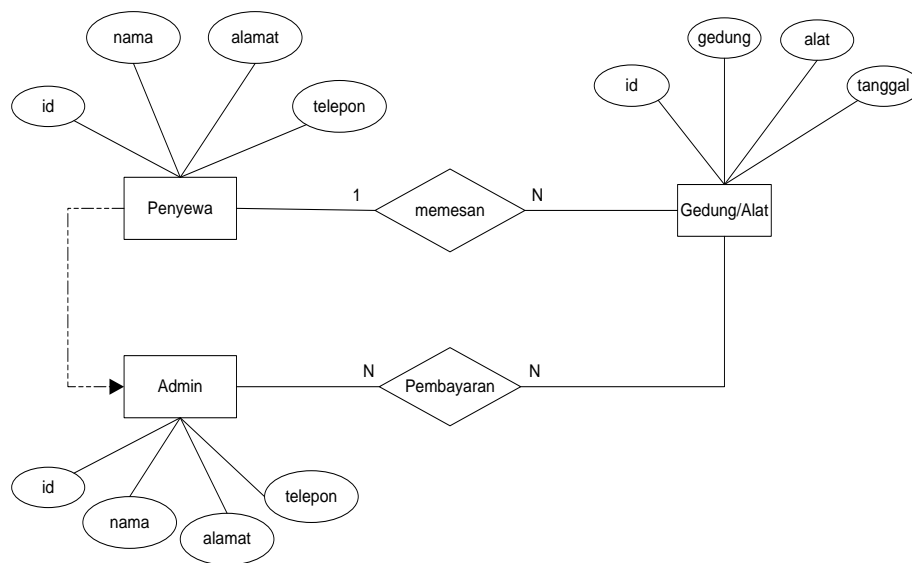 nama
alamat
id
telepon
gedung
alat
id
tanggal
Penyewa
1
memesan
N
Gedung/Alat
Admin
N
Pembayaran
N
id
nama
alamat
telepon